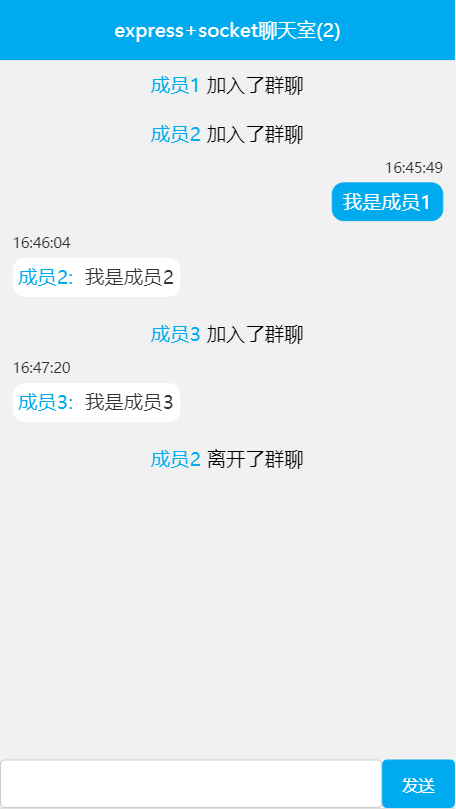 express+socket聊天室(2)
成员1 加入了群聊
成员2 加入了群聊
16:45:49
我是成员1
16:46:04
成员2: 我是成员2
成员3 加入了群聊
16:47:20
成员3: 我是成员3
成员2 离开了群聊
发送